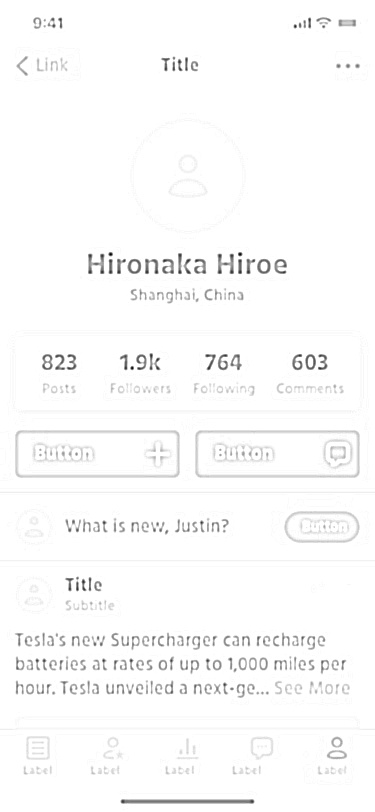 9:41
Link
Title
Hironaka Hiroe
Shanghai, China
823 1.9k 764 603
Posts Followers Following Comments
Button Button
What is new, Justin? Button
Title
Subtitle
Tesla's new Supercharger can recharge
batteries at rates of up to 1,000 miles per
hour. Tesla unveiled a next-ge... See More
Label Label Label Label Label